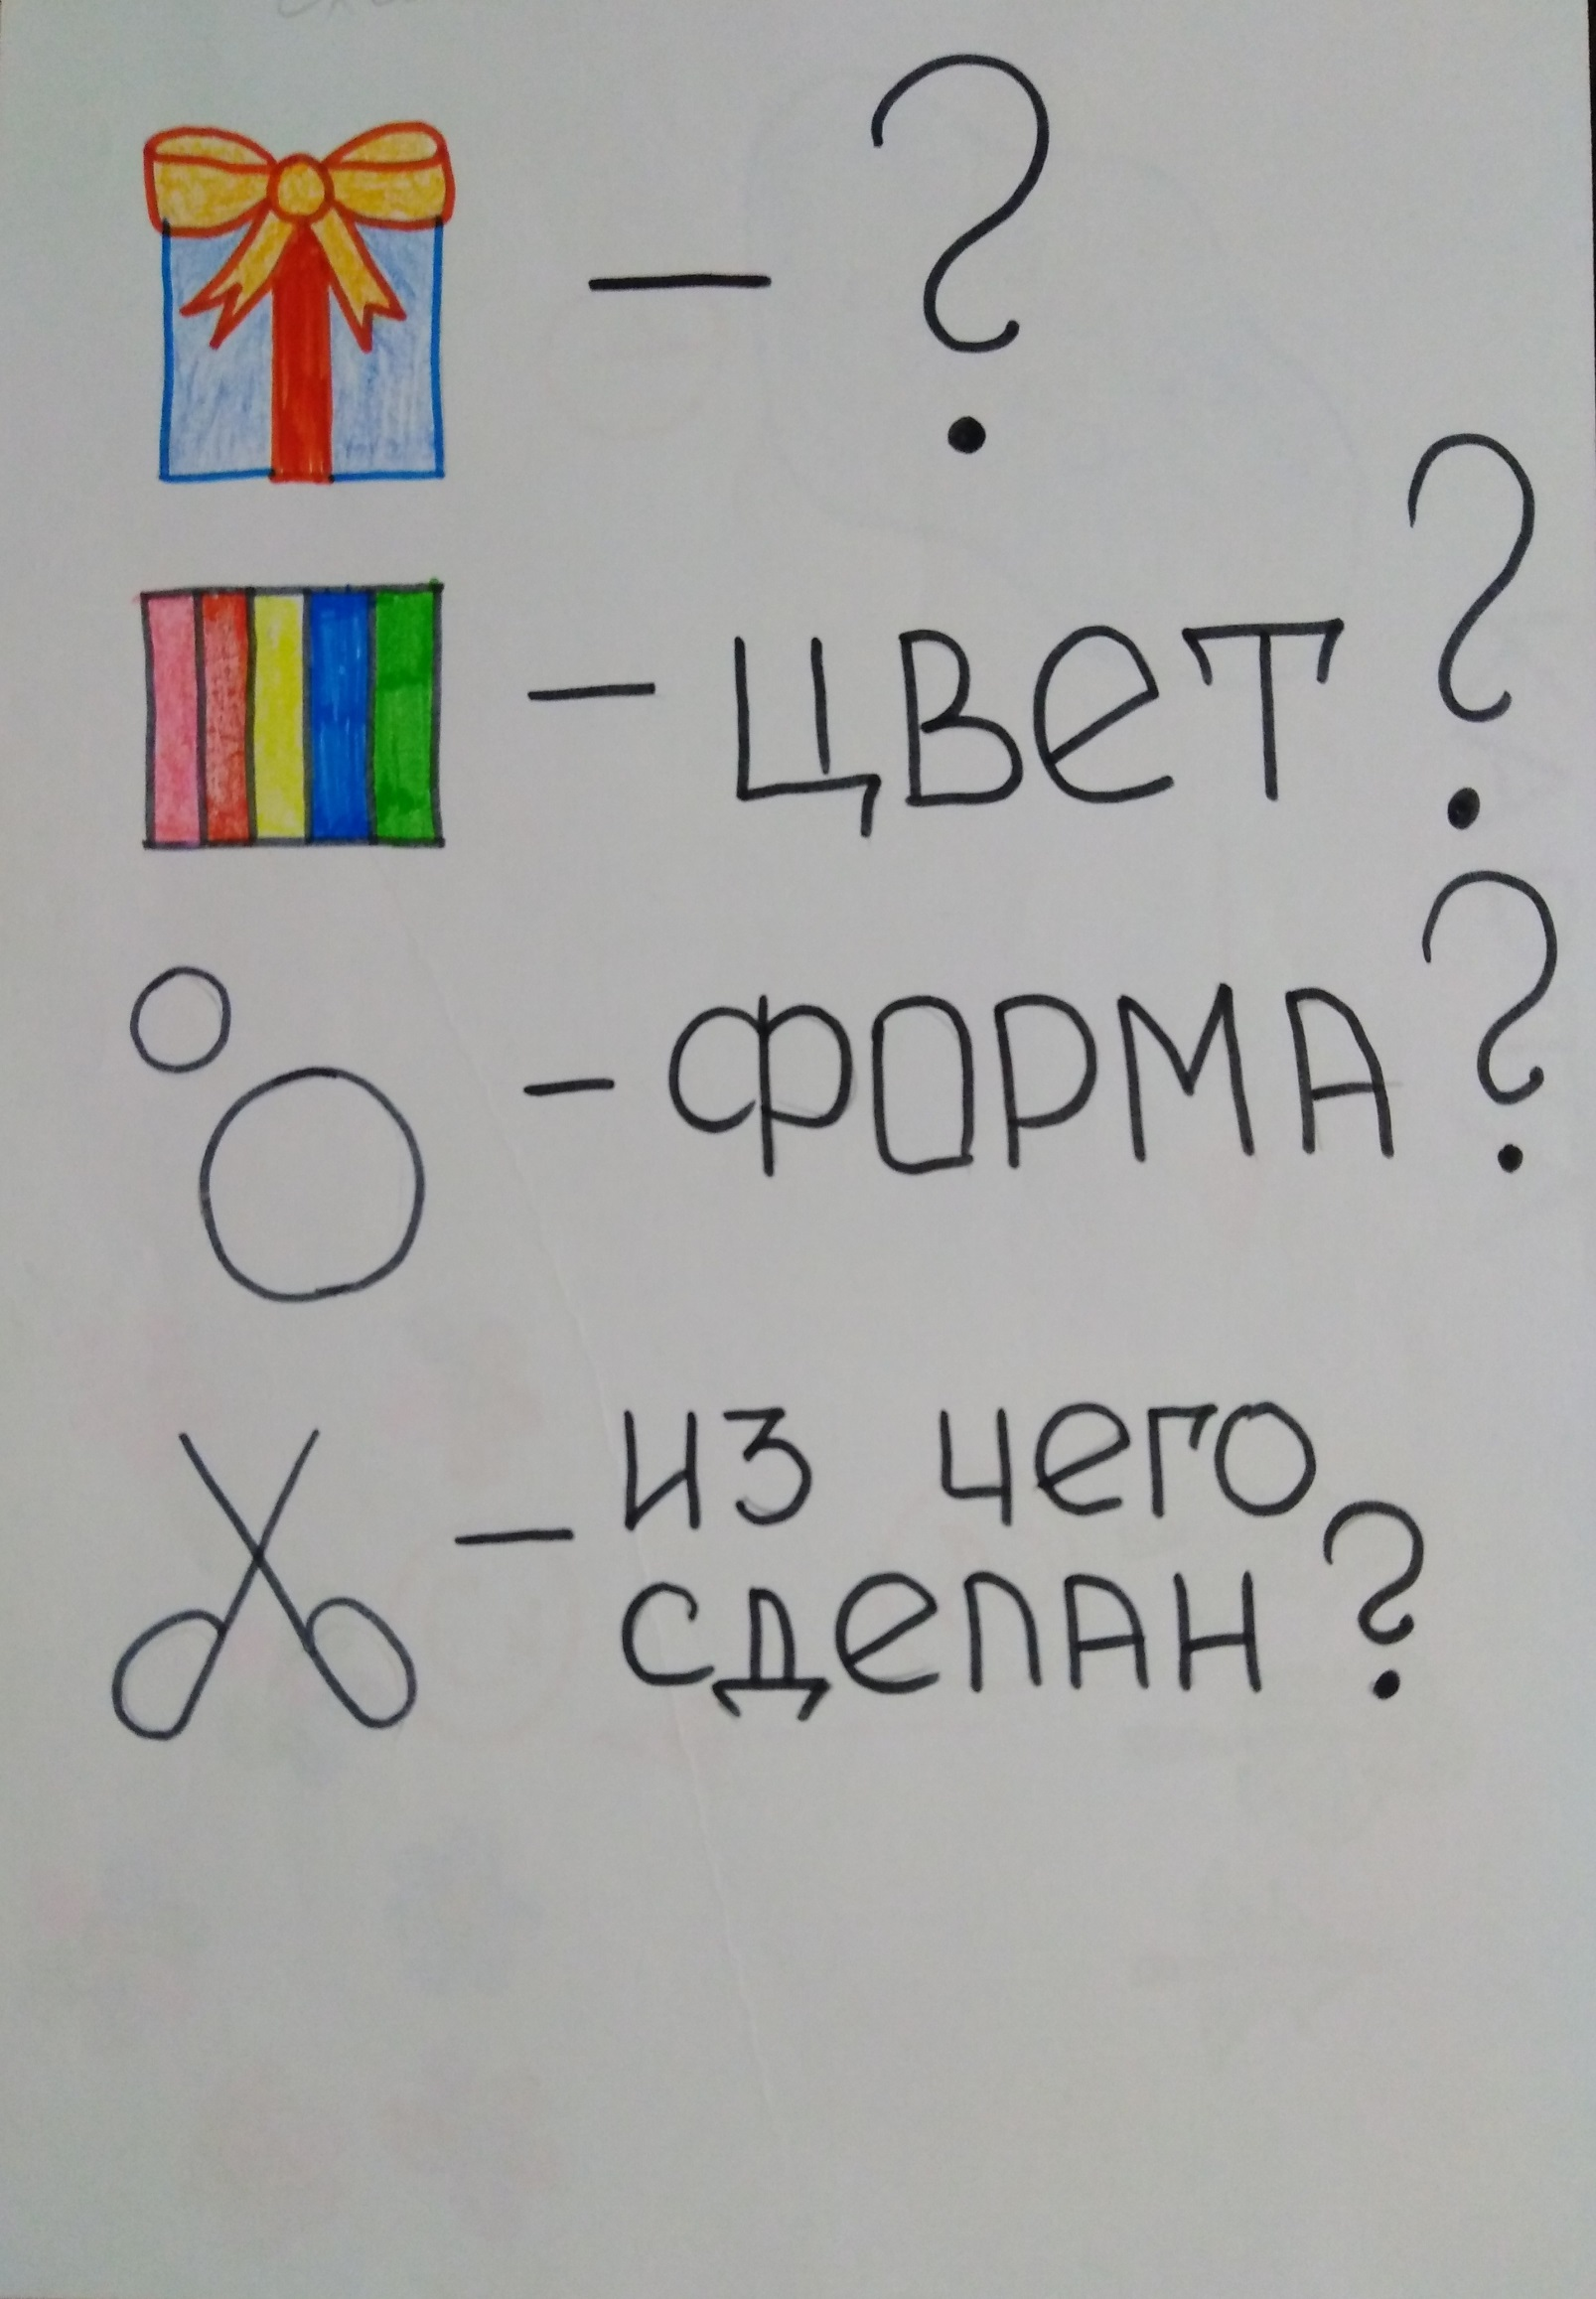 — ?
— цвет?
— ФОРМА?
— из чего
сделан?